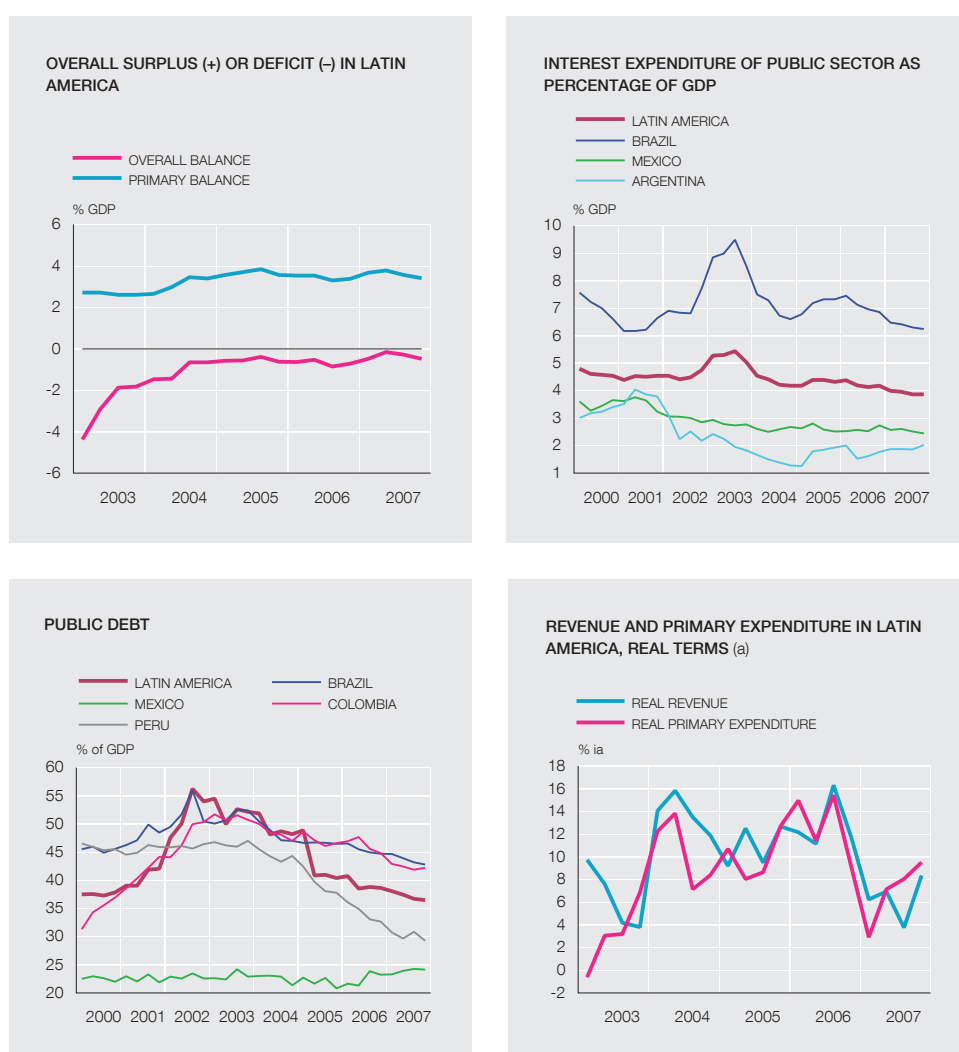 OVERALL SURPLUS (+) OR DEFICIT (–) IN LATIN
AMERICA
OVERALL BALANCE
PRIMARY BALANCE
% GDP
6
4
2
0
-2
-4
-6
2003 2004 2005 2006 2007
INTEREST EXPENDITURE OF PUBLIC SECTOR AS
PERCENTAGE OF GDP
LATIN AMERICA
BRAZIL
MEXICO
ARGENTINA
% GDP
10
9
8
7
6
5
4
3
2
1
2000 2001 2002 2003 2004 2005 2006 2007
PUBLIC DEBT
LATIN AMERICA BRAZIL
MEXICO COLOMBIA
PERU
% of GDP
60
55
50
45
40
35
30
25
20
2000 2001 2002 2003 2004 2005 2006 2007
REVENUE AND PRIMARY EXPENDITURE IN LATIN
AMERICA, REAL TERMS (a)
REAL REVENUE
REAL PRIMARY EXPENDITURE
% ia
18
16
14
12
10
8
6
4
2
0
-2
2003 2004 2005 2006 2007